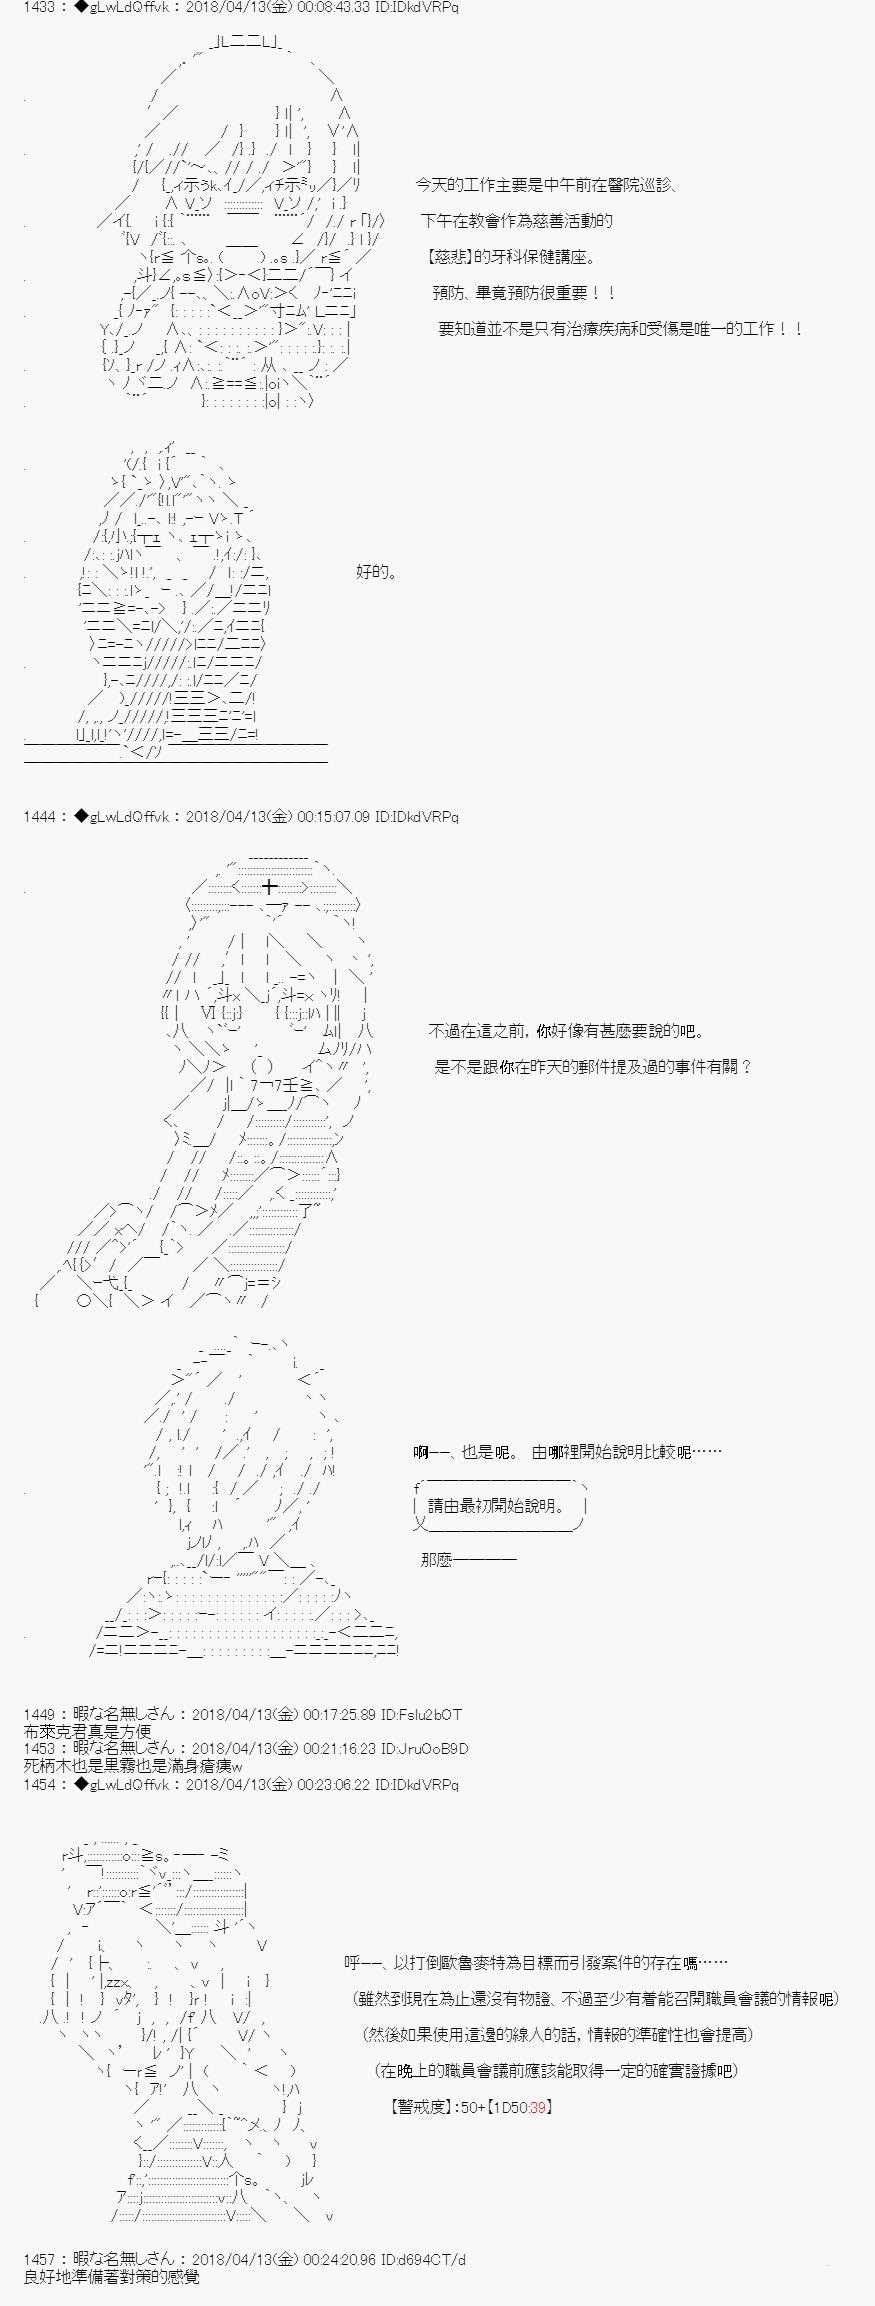 1433 : ◆gLwLdQffvk : 2018/04/13(金) 00:08:43.33 ID:IDkdVRPq
今天的工作主要是中午前在醫院巡診、
下午在教會作為慈善活動的
【慈悲】的牙科保健講座。
預防、畢竟預防很重要！！
要知道並不是只有治療疾病和受傷是唯一的工作！！
好的。
1444 : ◆gLwLdQffvk : 2018/04/13(金) 00:15:07.09 ID:IDkdVRPq
不過在這之前，你好像有甚麼要說的吧。
是不是跟你在昨天的郵件提及過的事件有關？
啊──、也是呢。 由哪裡開始說明比較呢……
請由最初開始說明。
那麼────
1449 : 暇な名無しさん : 2018/04/13(金) 00:17:25.89 ID:FsIu2bOT
布萊克君真是方便
1453 : 暇な名無しさん : 2018/04/13(金) 00:21:16.23 ID:JruOoB9D
死柄木也是黒霧也是滿身瘡痍w
1454 : ◆gLwLdQffvk : 2018/04/13(金) 00:23:06.22 ID:IDkdVRPq
呼──、以打倒歐魯麥特為目標而引發案件的存在嗎……
(雖然到現在為止還沒有物證、不過至少有着能召開職員會議的情報呢)
(然後如果使用這邊的線人的話，情報的準確性也會提高)
(在晚上的職員會議前應該能取得一定的確實證據吧)
【警戒度】:50+【1D50:39】
1457 : 暇な名無しさん : 2018/04/13(金) 00:24:20.96 ID:d694CT/d
良好地準備著對策的感覺